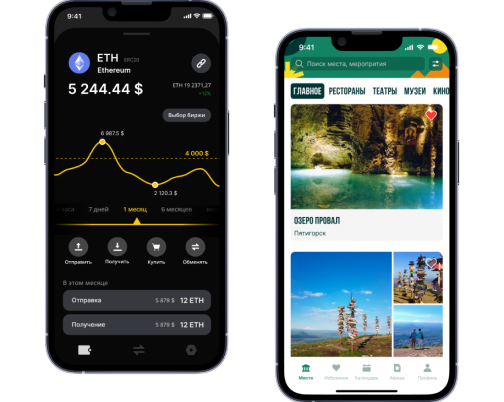 9:41
ETH ERC20
Ethereum
5 244.44 $
ETH 19 2371,27
+12%
Выбор биржи
6 987.5 $
4 000 $
2 120,3 $
7 дней
1 месяц
6 месяцев
Отправить
Получить
Купить
Обменять
В этом месяце
Отправка 5 879 $ 12 ETH
Получение 5 879 $ 12 ETH
9:41
Поиск места, мероприятия
ГЛАВНОЕ РЕСТОРАНЫ ТЕАТРЫ МУЗЕИ КИНО
ОЗЕРО ПРОВАЛ
Пятигорск
Места
Избранное
Календарь
Афиша
Профиль